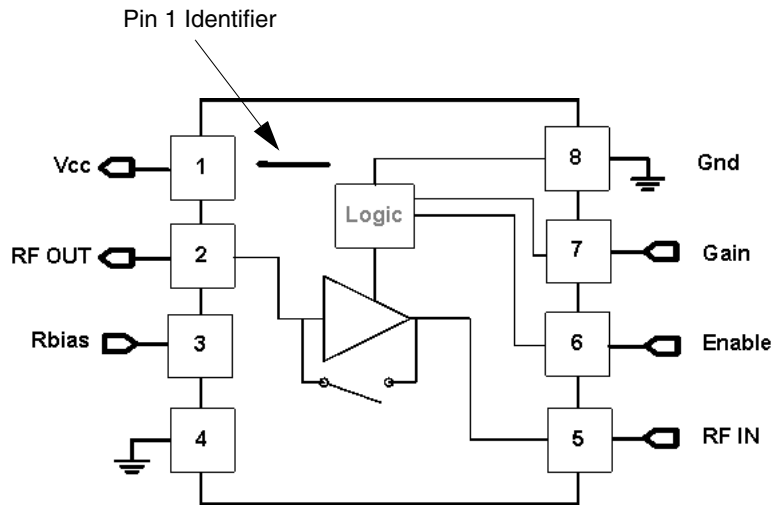 Pin 1 Identifier
Vcc
1
8
Gnd
Logic
RF OUT
2
7
Gain
Rbias
3
6
Enable
4
5
RF IN